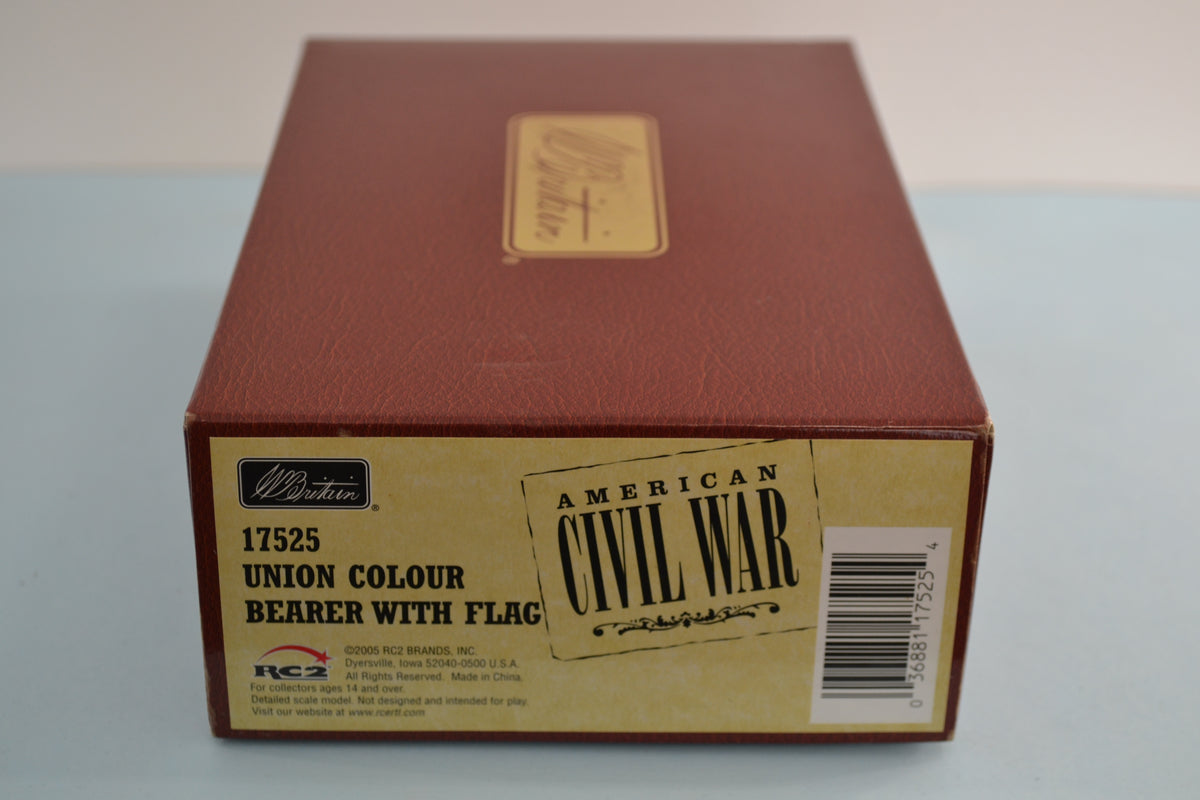 W. Britain
W. Britain®
17525
UNION COLOUR
BEARER WITH FLAG
AMERICAN
CIVIL WAR
RC2
©2005 RC2 BRANDS, INC.
Dyersville, Iowa 52040-0500 U.S.A.
All Rights Reserved. Made in China.
For collectors ages 14 and over.
Detailed scale model. Not designed and intended for play.
Visit our website at www.rcertl.com
0 36881 17525 4